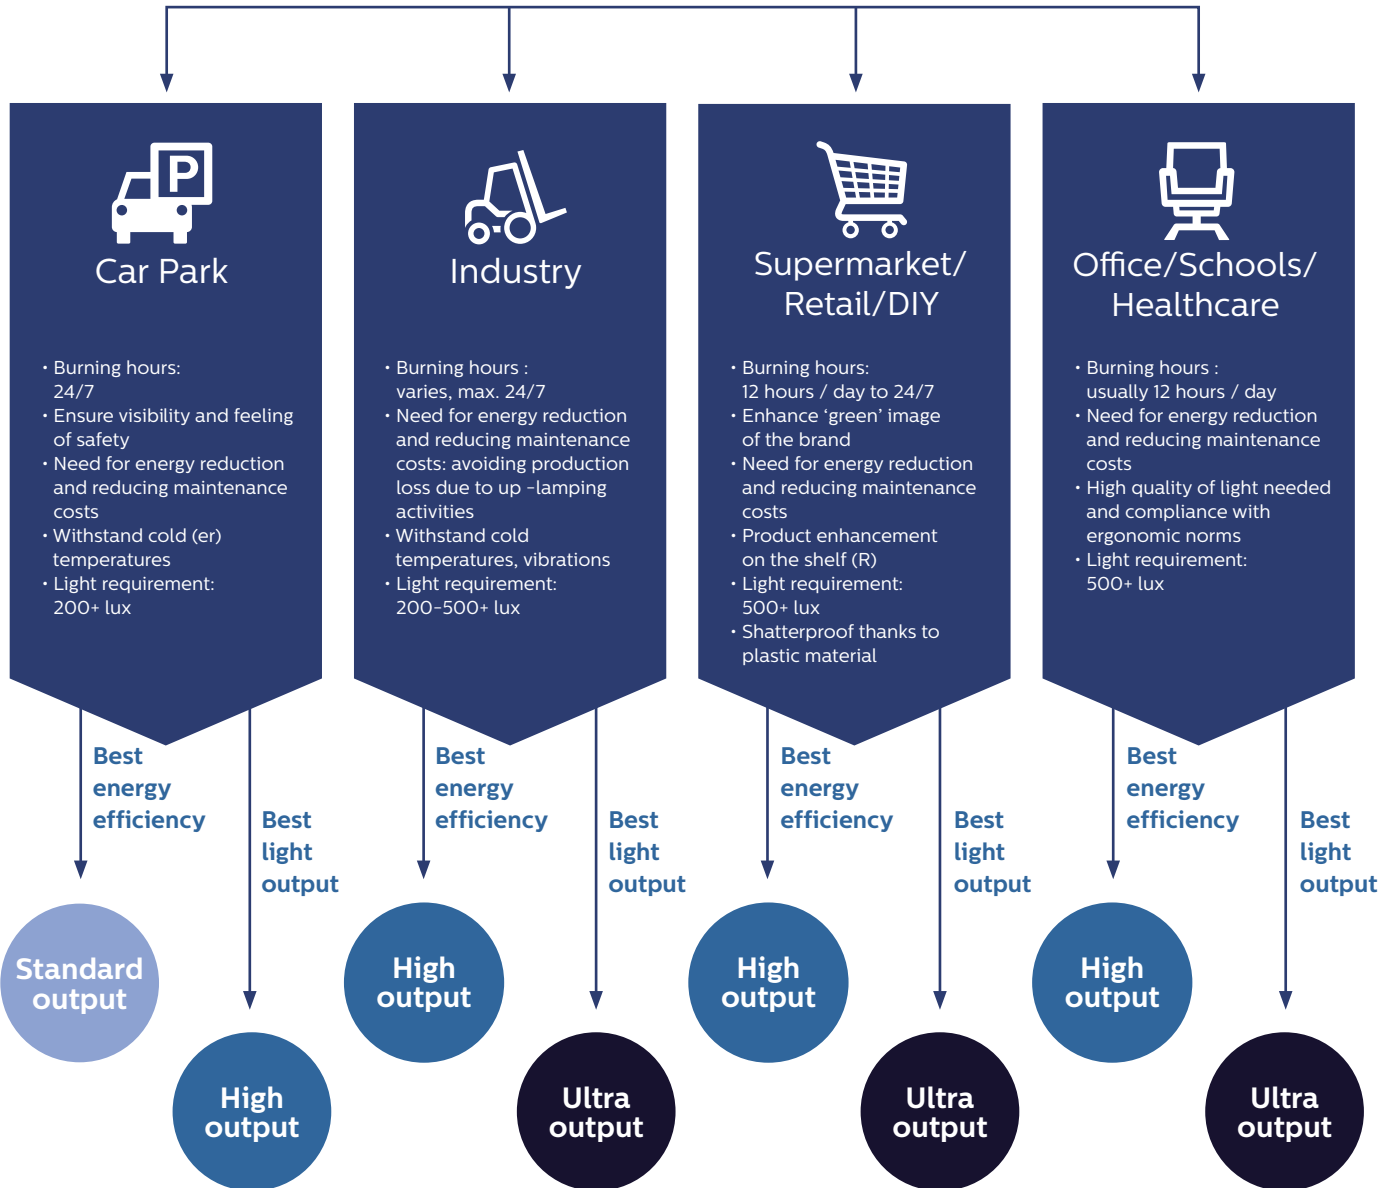 P
Car Park
• Burning hours:
24/7
• Ensure visibility and feeling
of safety
• Need for energy reduction
and reducing maintenance
costs
• Withstand cold (er)
temperatures
• Light requirement:
200+ lux
Best
energy
efficiency
Best
light
output
Standard
output
High
output
Industry
• Burning hours :
varies, max. 24/7
• Need for energy reduction
and reducing maintenance
costs: avoiding production
loss due to up -lamping
activities
• Withstand cold
temperatures, vibrations
• Light requirement:
200-500+ lux
Best
energy
efficiency
Best
light
output
High
output
Ultra
output
Supermarket/
Retail/DIY
• Burning hours:
12 hours / day to 24/7
• Enhance ‘green’ image
of the brand
• Need for energy reduction
and reducing maintenance
costs
• Product enhancement
on the shelf (R)
• Light requirement:
500+ lux
• Shatterproof thanks to
plastic material
Best
energy
efficiency
Best
light
output
High
output
Ultra
output
Office/Schools/
Healthcare
• Burning hours :
usually 12 hours / day
• Need for energy reduction
and reducing maintenance
costs
• High quality of light needed
and compliance with
ergonomic norms
• Light requirement:
500+ lux
Best
energy
efficiency
Best
light
output
High
output
Ultra
output